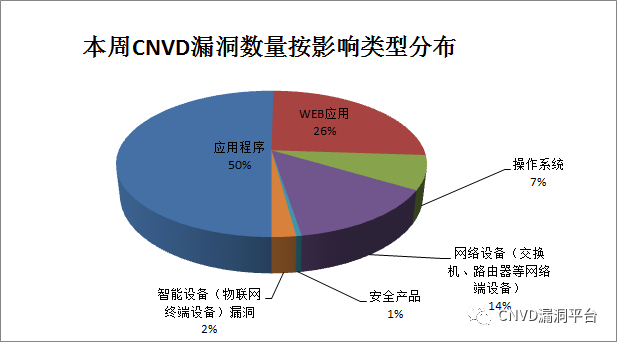 本周CNVD漏洞数量按影响类型分布
WEB应用
26%
应用程序
50%
操作系统
7%
网络设备（交换
机、路由器等网络
端设备）
14%
安全产品
1%
智能设备（物联网
终端设备）漏洞
2%
CNVD漏洞平台